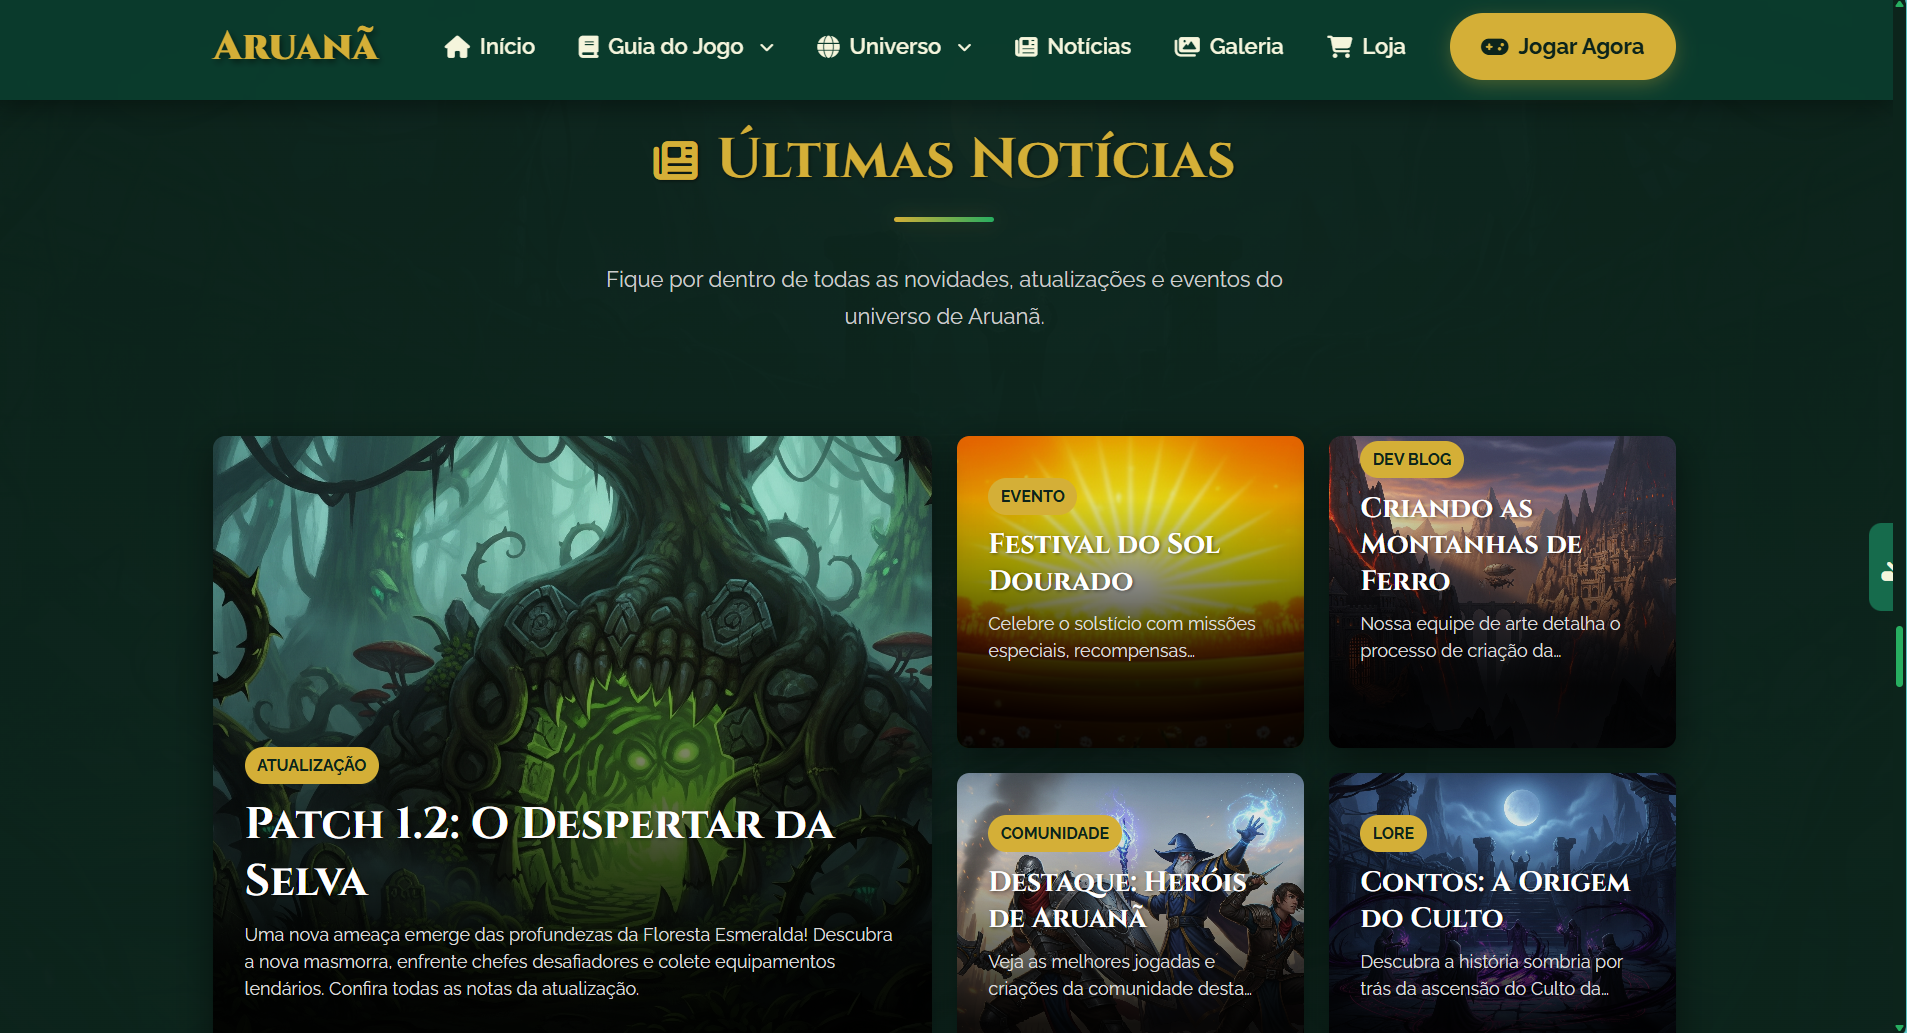 Aruanã
Início
Guia do Jogo
Universo
Notícias
Galeria
Loja
Jogar Agora
Últimas Notícias
Fique por dentro de todas as novidades, atualizações e eventos do
universo de Aruanã.
ATUALIZAÇÃO
Patch 1.2: O Despertar da
Selva
Uma nova ameaça emerge das profundezas da Floresta Esmeralda! Descubra
a nova masmorra, enfrente chefes desafiadores e colete equipamentos
lendários. Confira todas as notas da atualização.
EVENTO
Festival do Sol
Dourado
Celebre o solstício com missões
especiais, recompensas...
DEV BLOG
Criando as
Montanhas de
Ferro
Nossa equipe de arte detalha o
processo de criação da...
COMUNIDADE
Destaque: Heróis
de Aruanã
Veja as melhores jogadas e
criações da comunidade desta...
LORE
Contos: A Origem
do Culto
Descubra a história sombria por
trás da ascensão do Culto da...